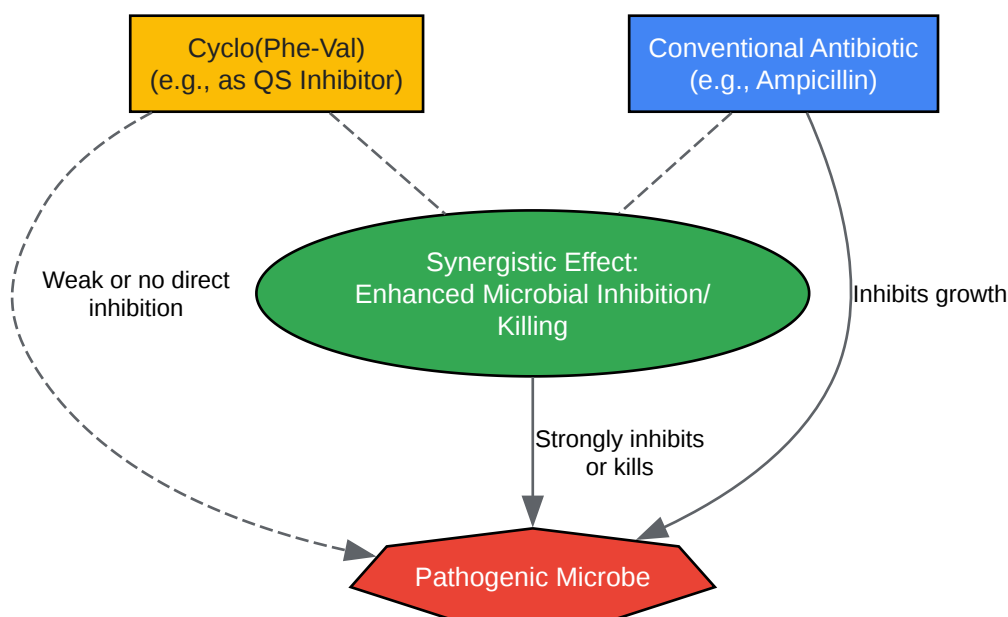 Cyclo(Phe-Val)
(e.g., as QS Inhibitor)
Conventional Antibiotic
(e.g., Ampicillin)
Synergistic Effect:
Enhanced Microbial Inhibition/
Killing
Weak or no direct
inhibition
Inhibits growth
Strongly inhibits
or kills
Pathogenic Microbe